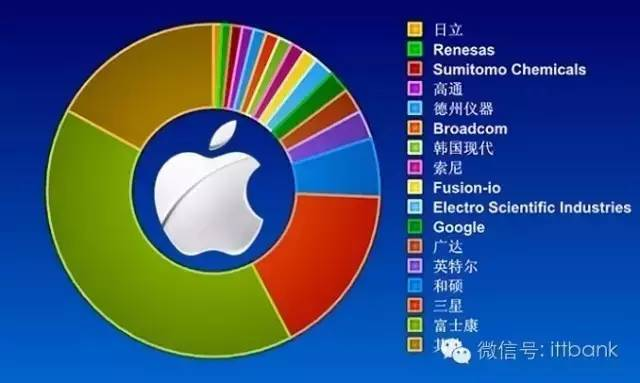 日立
Renesas
Sumitomo Chemicals
高通
德州仪器
Broadcom
韩国现代
索尼
Fusion-io
Electro Scientific Industries
Google
广达
英特尔
和硕
三星
富士康
微信号: ittbank